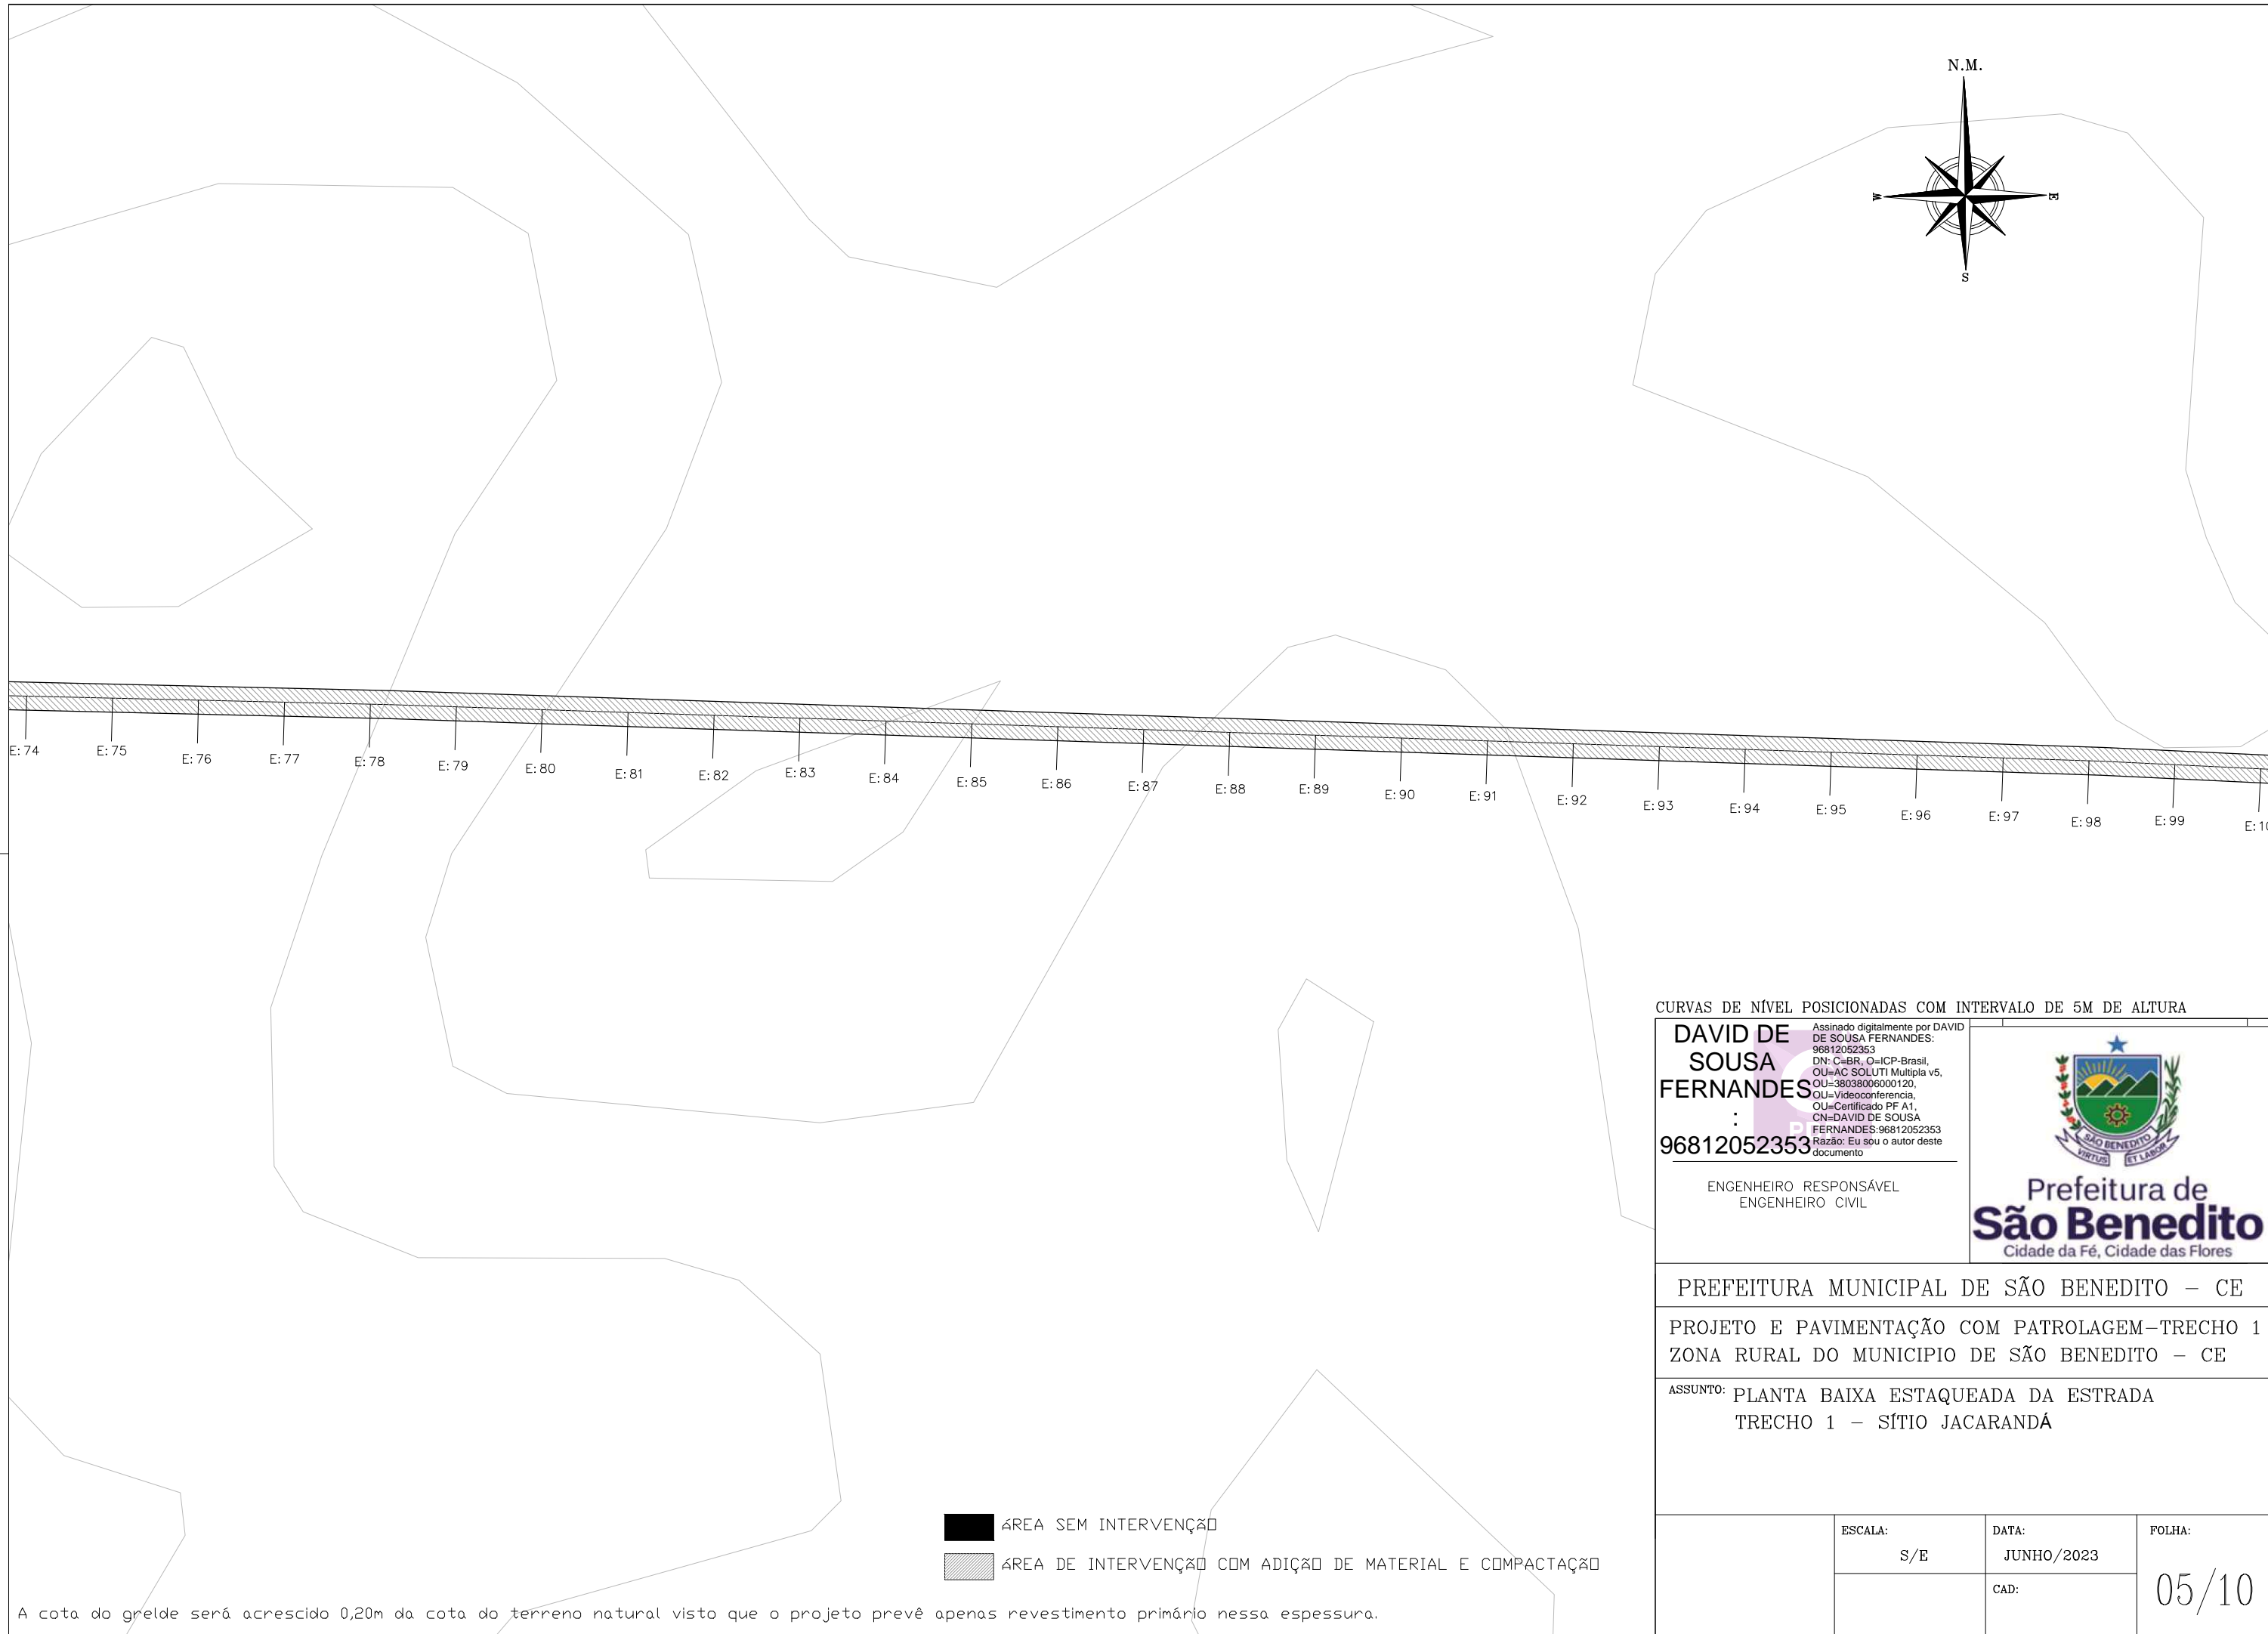 N.M.
W
E
S
E:74
E:75
E:76
E:77
E:78
E:79
E:80
E:81
E:82
E:83
E:84
E:85
E:86
E:87
E:88
E:89
E:90
E:91
E:92
E:93
E:94
E:95
E:96
E:97
E:98
E:99
E:10
CURVAS DE NÍVEL POSICIONADAS COM INTERVALO DE 5M DE ALTURA
DAVID DE
SOUSA
FERNANDES
:
96812052353
Assinado digitalmente por DAVID
DE SOUSA FERNANDES:
96812052353
DN: C=BR, O=ICP-Brasil,
OU=AC SOLUTI Multipla v5,
OU=38038006000120,
OU=Videoconferencia,
OU=Certificado PF A1,
CN=DAVID DE SOUSA
FERNANDES:96812052353
Razão: Eu sou o autor deste
documento
ENGENHEIRO RESPONSÁVEL
ENGENHEIRO CIVIL
SÃO BENEDITO
VIRTUS ET LABOR
Prefeitura de
São Benedito
Cidade da Fé, Cidade das Flores
PREFEITURA MUNICIPAL DE SÃO BENEDITO – CE
PROJETO E PAVIMENTAÇÃO COM PATROLAGEM–TRECHO 1
ZONA RURAL DO MUNICIPIO DE SÃO BENEDITO – CE
ASSUNTO: PLANTA BAIXA ESTAQUEADA DA ESTRADA
TRECHO 1 – SÍTIO JACARANDÁ
ESCALA:
S/E
DATA:
JUNHO/2023
CAD:
FOLHA:
05/10
ÁREA SEM INTERVENÇÃO
ÁREA DE INTERVENÇÃO COM ADIÇÃO DE MATERIAL E COMPACTAÇÃO
A cota do grelde será acrescido 0,20m da cota do terreno natural visto que o projeto prevê apenas revestimento primário nessa espessura.